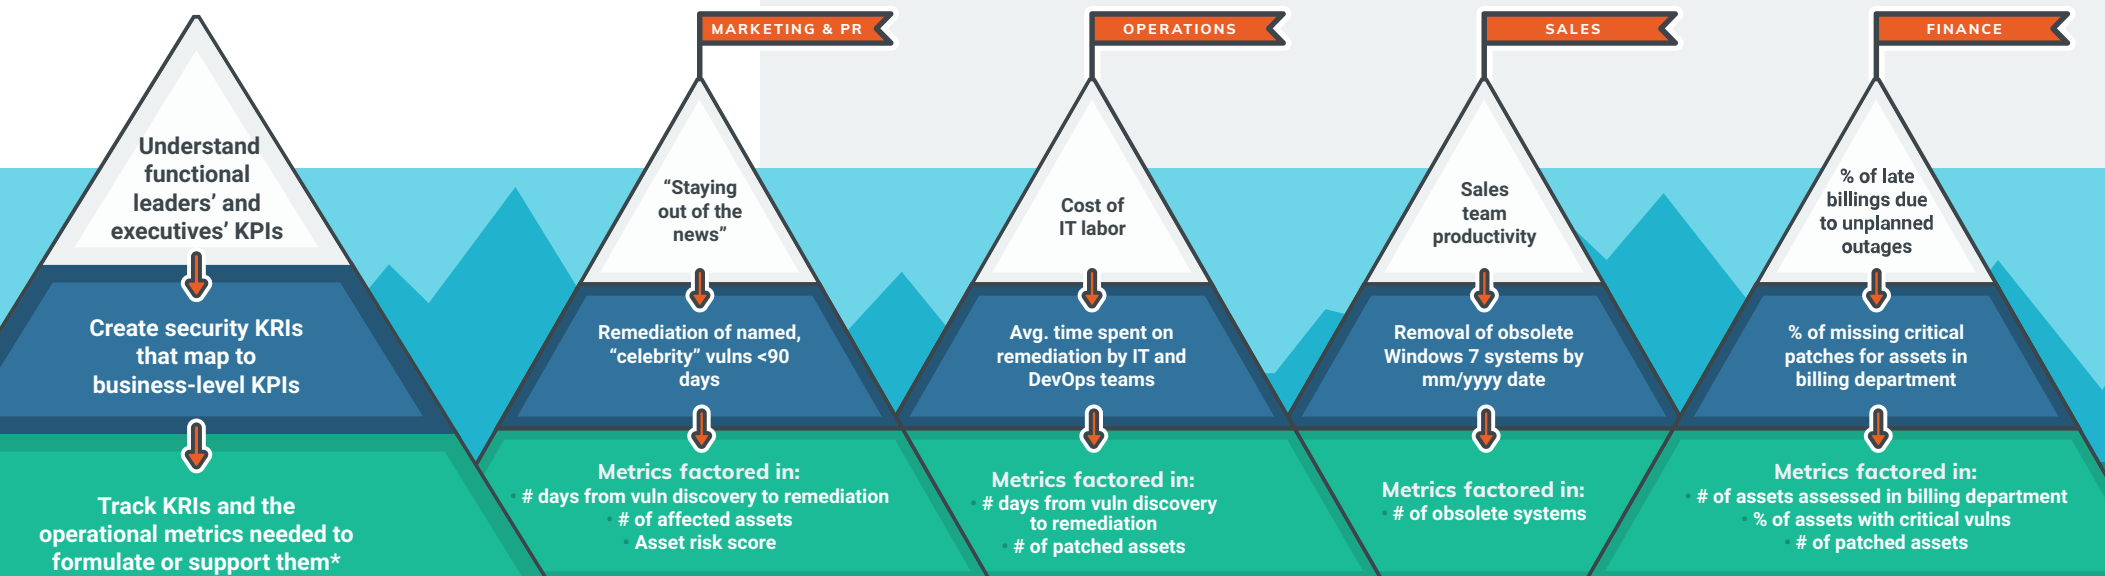 Understand
functional
leaders’ and
executives’ KPIs
Create security KRIs
that map to
business-level KPIs
Track KRIs and the
operational metrics needed to
formulate or support them*
MARKETING & PR
“Staying
out of the
news”
Remediation of named,
“celebrity” vulns <90
days
Metrics factored in:
• # days from vuln discovery to remediation
• # of affected assets
• Asset risk score
OPERATIONS
Cost of
IT labor
Avg. time spent on
remediation by IT and
DevOps teams
Metrics factored in:
• # days from vuln discovery
to remediation
• # of patched assets
SALES
Sales
team
productivity
Removal of obsolete
Windows 7 systems by
mm/yyyy date
Metrics factored in:
• # of obsolete systems
FINANCE
% of late
billings due
to unplanned
outages
% of missing critical
patches for assets in
billing department
Metrics factored in:
• # of assets assessed in billing department
• % of assets with critical vulns
• # of patched assets